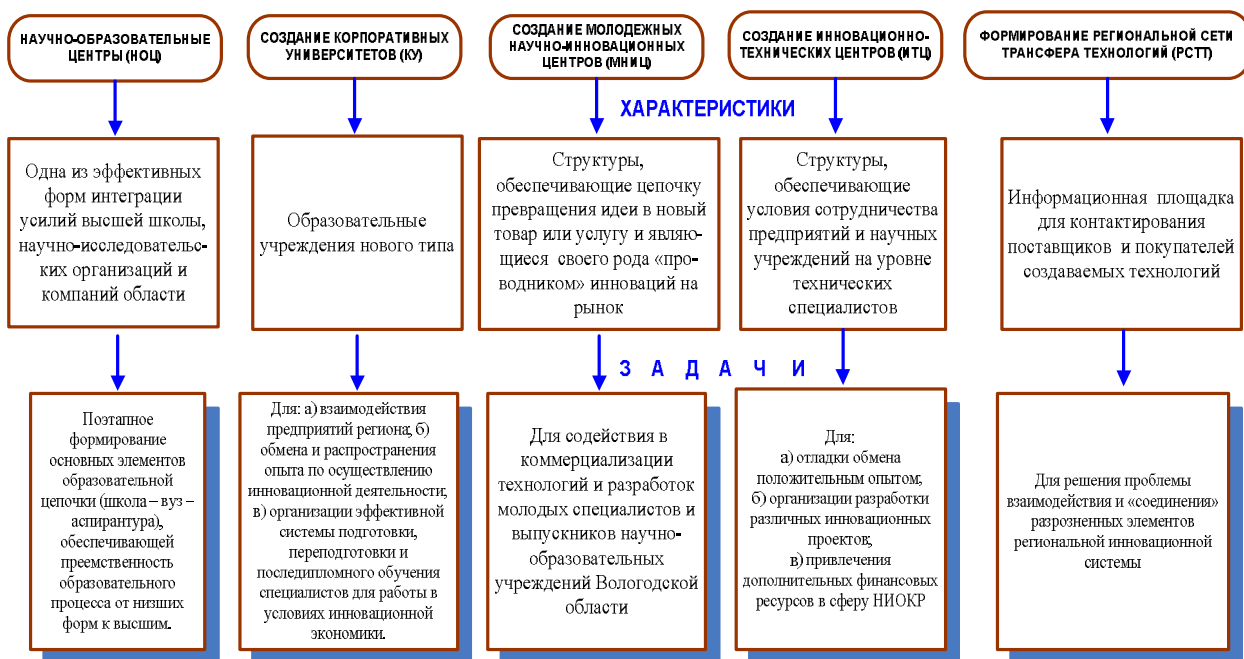 НАУЧНО-ОБРАЗОВАТЕЛЬНЫЕ
ЦЕНТРЫ (НОЦ)
СОЗДАНИЕ КОРПОРАТИВНЫХ
УНИВЕРСИТЕТОВ (КУ)
СОЗДАНИЕ МОЛОДЕЖНЫХ
НАУЧНО-ИННОВАЦИОННЫХ
ЦЕНТРОВ (МНИЦ)
СОЗДАНИЕ ИННОВАЦИОННО-
ТЕХНИЧЕСКИХ ЦЕНТРОВ (ИТЦ)
ФОРМИРОВАНИЕ РЕГИОНАЛЬНОЙ СЕТИ
ТРАНСФЕРА ТЕХНОЛОГИЙ (РСТТ)
ХАРАКТЕРИСТИКИ
Одна из эффективных
форм интеграции
усилий высшей школы,
научно-исследовательс-
ких организаций и
компаний области
Образовательные
учреждения нового типа
Структуры,
обеспечивающие цепочку
превращения идеи в новый
товар или услугу и являю-
щиеся своего рода «про-
водником» инноваций на
рынок
Структуры,
обеспечивающие
условия сотрудничества
предприятий и научных
учреждений на уровне
технических
специалистов
Информационная площадка
для контактирования
поставщиков и покупателей
создаваемых технологий
З А Д А Ч И
Поэтапное
формирование
основных элементов
образовательной
цепочки (школа – вуз –
аспирантура),
обеспечивающей
преемственность
образовательного
процесса от низших
форм к высшим.
Для: а) взаимодействия
предприятий региона; б)
обмена и распространения
опыта по осуществлению
инновационной деятельности;
в) организации эффективной
системы подготовки,
переподготовки и
последипломного обучения
специалистов для работы в
условиях инновационной
экономики.
Для содействия в
коммерциализации
технологий и разработок
молодых специалистов и
выпускников научно-
образовательных
учреждений Вологодской
области
Для:
а) отладки обмена
положительным опытом;
б) организации разработки
различных инновационных
проектов;
в) привлечения
дополнительных финансовых
ресурсов в сферу НИОКР
Для решения проблемы
взаимодействия и «соединения»
разрозненных элементов
региональной инновационной
системы